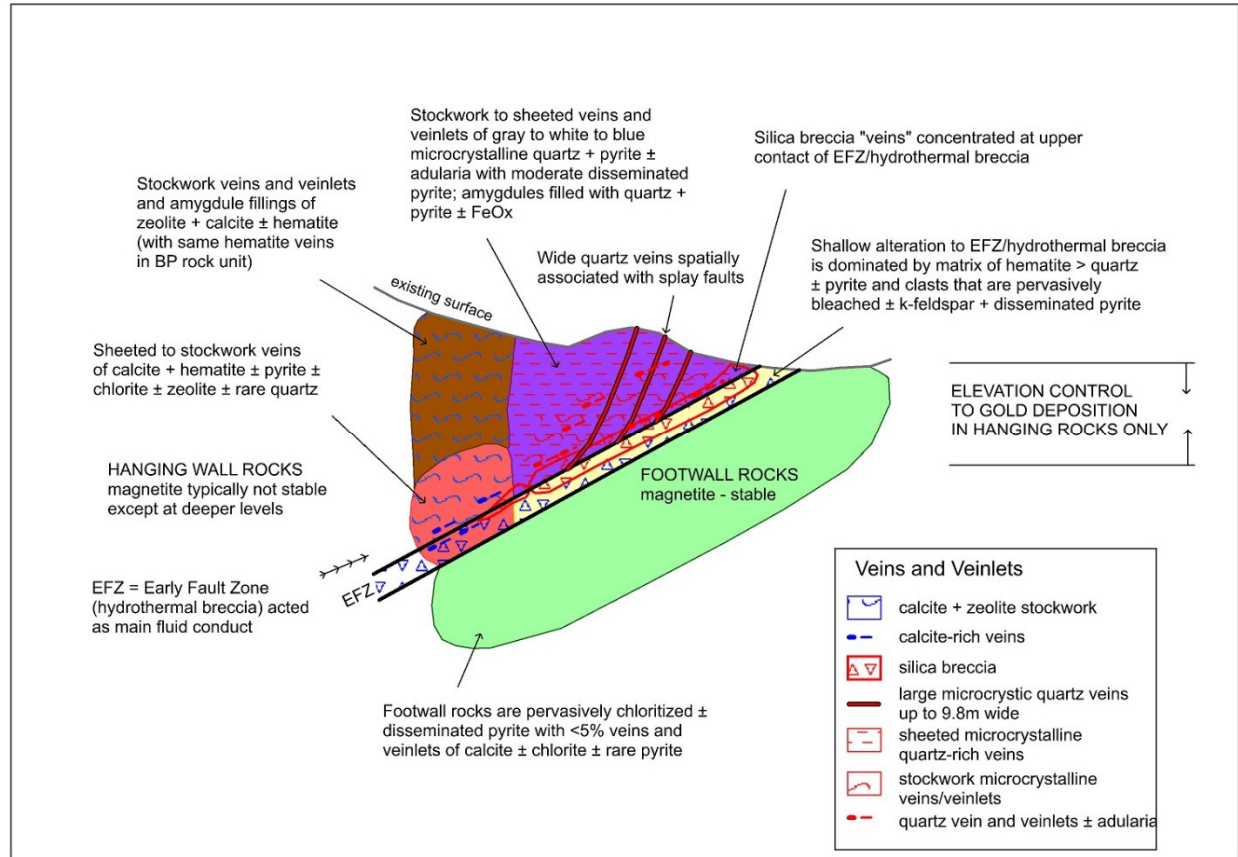 Stockwork to sheeted veins and
veinlets of gray to white to blue
microcrystalline quartz + pyrite ±
adularia with moderate disseminated
pyrite; amygdules filled with quartz +
pyrite ± FeOx
Silica breccia "veins" concentrated at upper
contact of EFZ/hydrothermal breccia
Stockwork veins and veinlets
and amygdule fillings of
zeolite + calcite ± hematite
(with same hematite veins
in BP rock unit)
Wide quartz veins spatially
associated with splay faults
Shallow alteration to EFZ/hydrothermal breccia
is dominated by matrix of hematite > quartz
± pyrite and clasts that are pervasively
bleached ± k-feldspar + disseminated pyrite
existing surface
Sheeted to stockwork veins
of calcite + hematite ± pyrite ±
chlorite ± zeolite ± rare quartz
ELEVATION CONTROL
TO GOLD DEPOSITION
IN HANGING ROCKS ONLY
HANGING WALL ROCKS
magnetite typically not stable
except at deeper levels
FOOTWALL ROCKS
magnetite - stable
EFZ = Early Fault Zone
(hydrothermal breccia) acted
as main fluid conduct
EFZ
Footwall rocks are pervasively chloritized ±
disseminated pyrite with <5% veins and
veinlets of calcite ± chlorite ± rare pyrite
Veins and Veinlets
calcite + zeolite stockwork
calcite-rich veins
silica breccia
large microcrystic quartz veins
up to 9.8m wide
sheeted microcrystalline
quartz-rich veins
stockwork microcrystalline
veins/veinlets
quartz vein and veinlets ± adularia